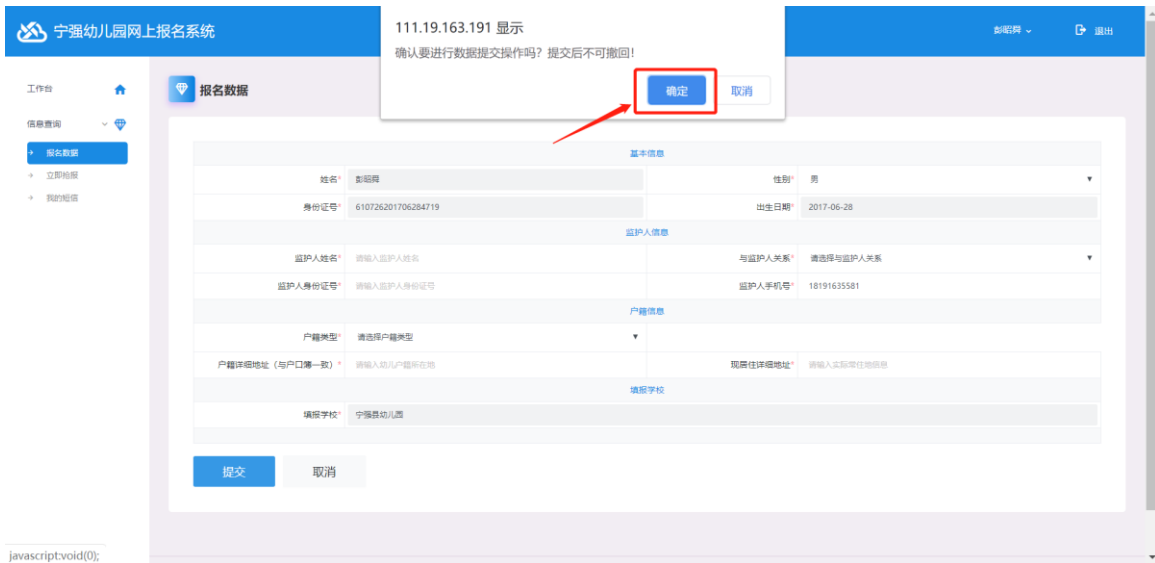 宁强幼儿园网上报名系统
彭昭舜
退出
111.19.163.191 显示
确认要进行数据提交操作吗？提交后不可撤回！
确定
取消
工作台
信息查询
报名数据
立即抢报
我的短信
报名数据
基本信息
姓名* 彭昭舜
性别* 男
身份证号* 610726201706284719
出生日期* 2017-06-28
监护人信息
监护人姓名* 请输入监护人姓名
与监护人关系* 请选择与监护人关系
监护人身份证号* 请输入监护人身份证号
监护人手机号* 18191635581
户籍信息
户籍类型* 请选择户籍类型
户籍详细地址（与户口簿一致）* 请输入幼儿户籍所在地
现居住详细地址* 请输入实际常住地信息
填报学校
填报学校* 宁强县幼儿园
提交
取消
javascript:void(0);